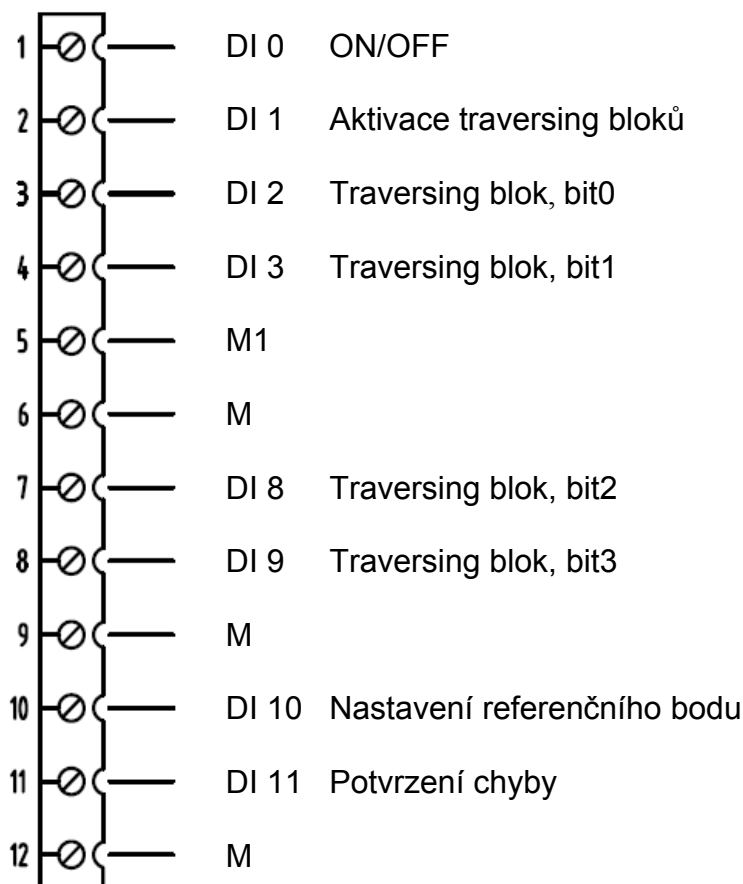 1 DI 0 ON/OFF
2 DI 1 Aktivace traversing bloků
3 DI 2 Traversing blok, bit0
4 DI 3 Traversing blok, bit1
5 M1
6 M
7 DI 8 Traversing blok, bit2
8 DI 9 Traversing blok, bit3
9 M
10 DI 10 Nastavení referenčního bodu
11 DI 11 Potvrzení chyby
12 M